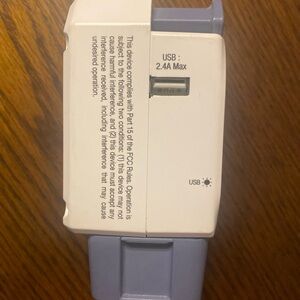 USB :
2.4A Max
USB
This device complies with Part 15 of the FCC Rules. Operation is
subject to the following two conditions: (1) this device may not
cause harmful interference, and (2) this device must accept any
interference received, including interference that may cause
undesired operation.